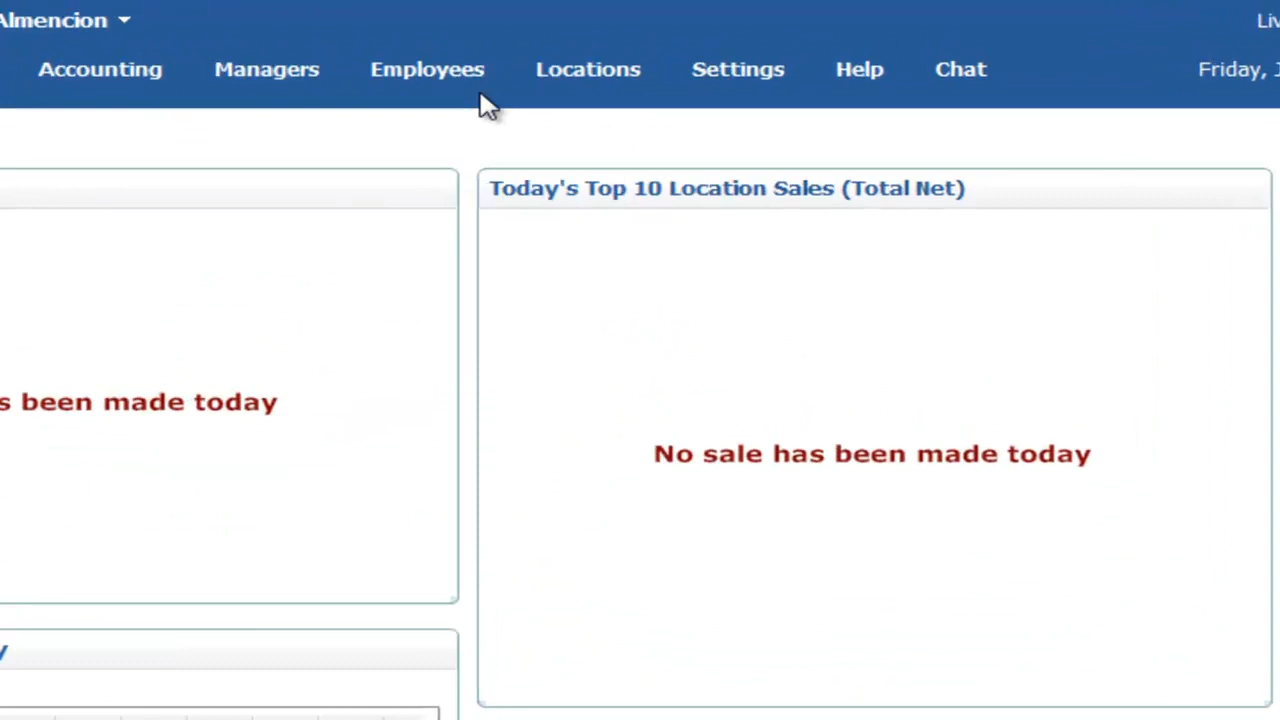 Almencion
Accounting Managers Employees Locations Settings Help Chat Friday,
Today's Top 10 Location Sales (Total Net)
been made today
No sale has been made today